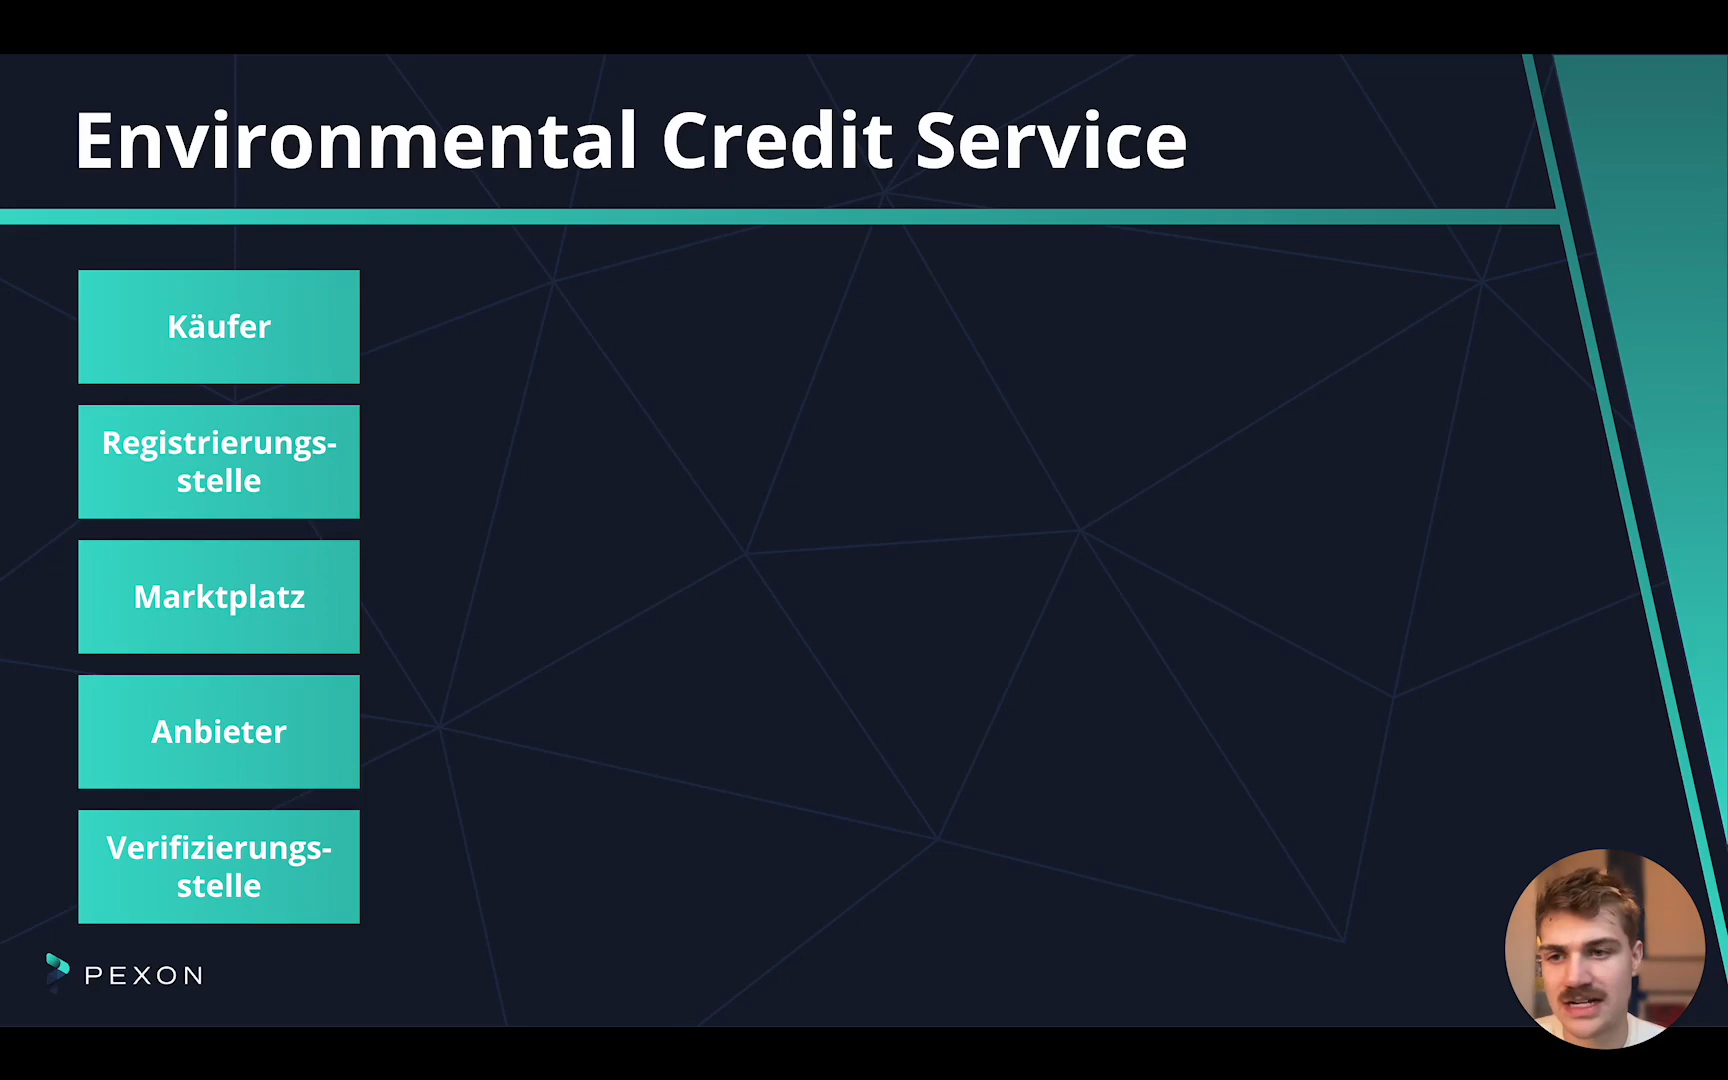 Environmental Credit Service
Käufer
Registrierungs-
stelle
Marktplatz
Anbieter
Verifizierungs-
stelle
PEXON